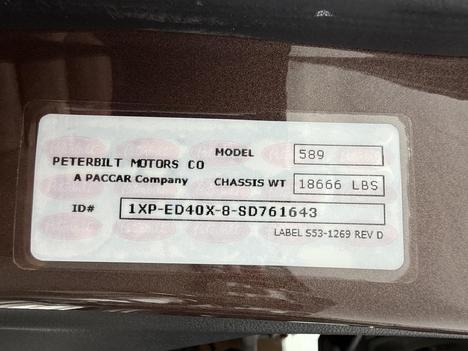 MODEL 589
PETERBILT MOTORS CO
A PACCAR Company CHASSIS WT 18666 LBS
ID# 1XP-ED40X-8-SD761643
LABEL S53-1269 REV D